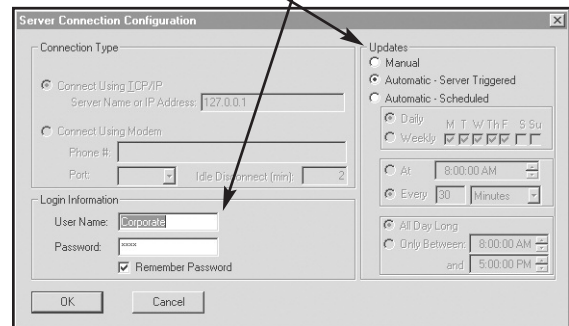 Server Connection Configuration
Connection Type
Connect Using TCP/IP
Server Name or IP Address: 127.0.0.1
Connect Using Modem
Phone #:
Port:
Idle Disconnect (min): 2
Login Information
User Name: Corporate
Password: ****
Remember Password
OK
Cancel
Updates
Manual
Automatic - Server Triggered
Automatic - Scheduled
Daily
Weekly
M T W Th F S Su
At 8:00:00 AM
Every 30 Minutes
All Day Long
Only Between: 8:00:00 AM
and 5:00:00 PM